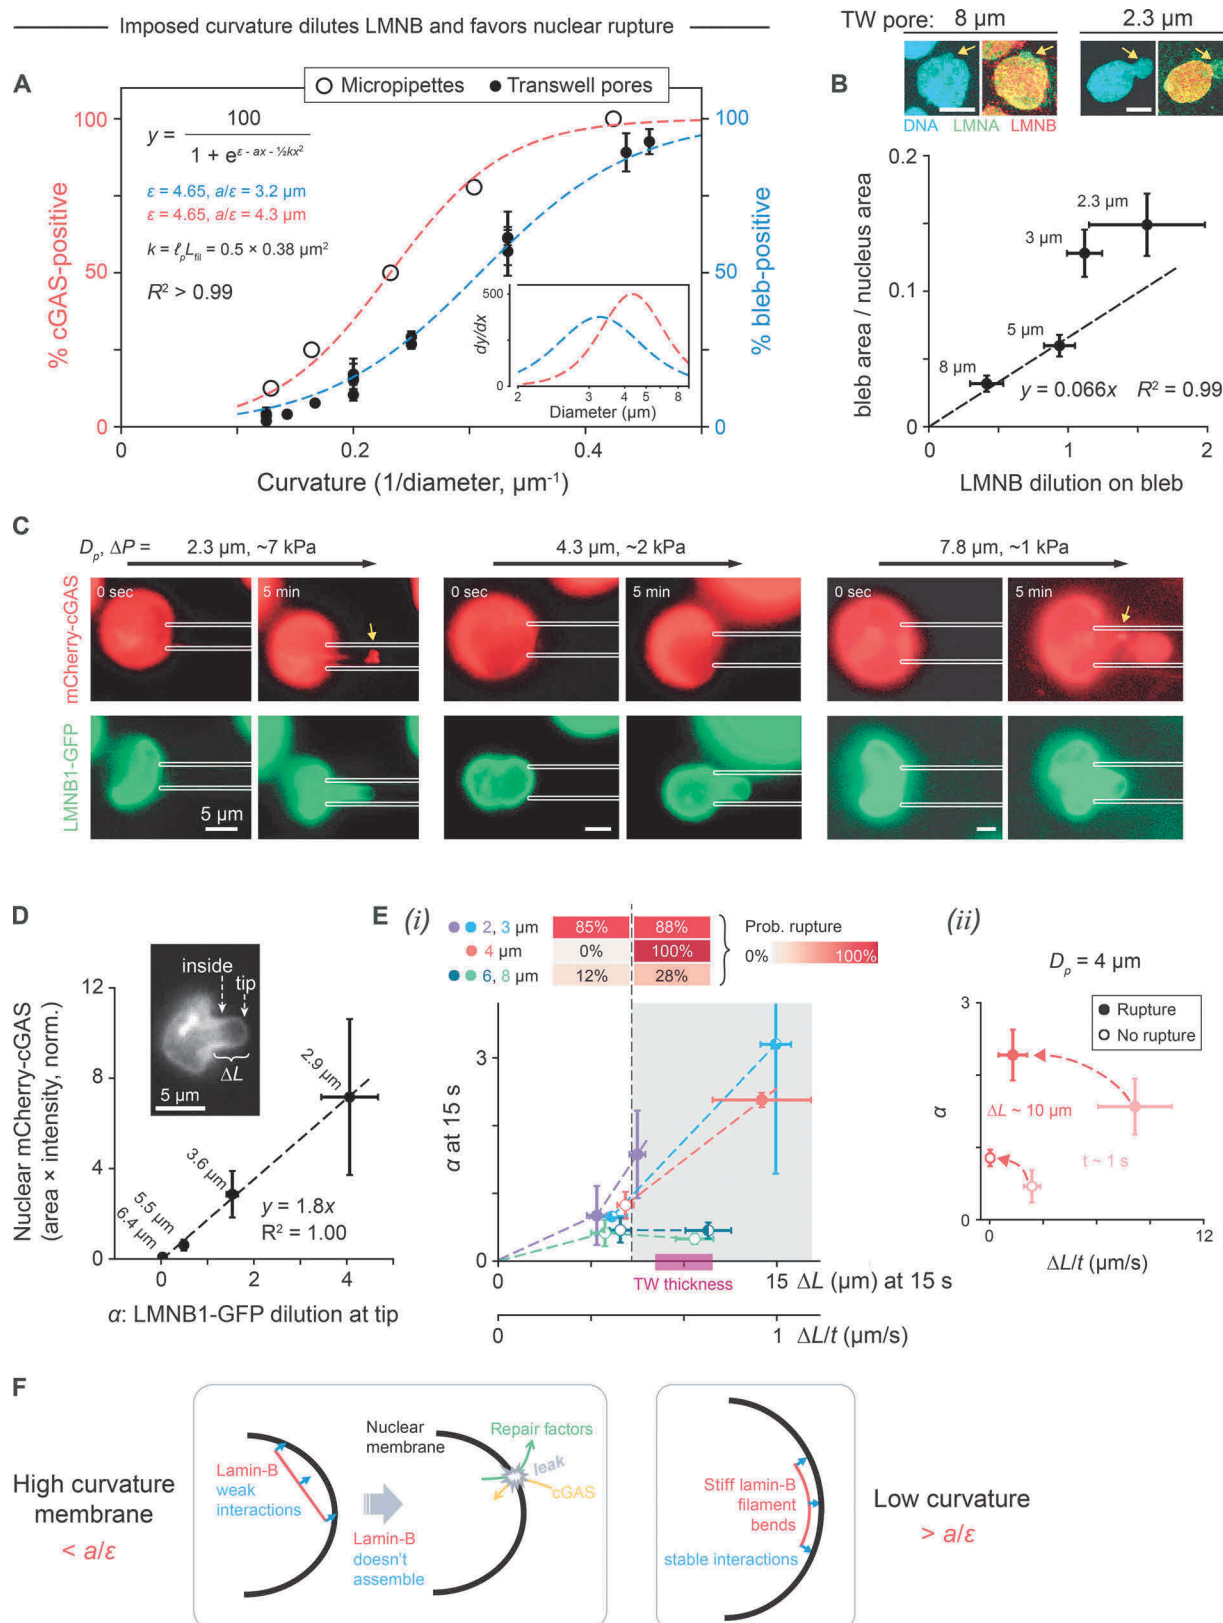 Imposed curvature dilutes LMNB and favors nuclear rupture
A
Micropipettes
Transwell pores
y = 100 / 1 + e^(ε - ax - ½kx²)
ε = 4.65, a/ε = 3.2 µm
ε = 4.65, a/ε = 4.3 µm
k = ℓpLfil = 0.5 × 0.38 µm²
R² > 0.99
% cGAS-positive
100
50
0
% bleb-positive
100
50
0
0
0.2
0.4
Curvature (1/diameter, µm⁻¹)
dy/dx
500
0
2
3
5
8
Diameter (µm)
TW pore:
8 µm
2.3 µm
B
DNA
LMNA
LMNB
bleb area / nucleus area
0.2
0.1
0
2.3 µm
3 µm
5 µm
8 µm
y = 0.066x
R² = 0.99
0
1
2
LMNB dilution on bleb
C
Dp, ΔP =
2.3 µm, ~7 kPa
4.3 µm, ~2 kPa
7.8 µm, ~1 kPa
mCherry-cGAS
0 sec
5 min
0 sec
5 min
0 sec
5 min
LMNB1-GFP
5 µm
D
Nuclear mCherry-cGAS
(area × intensity, norm.)
12
8
4
0
inside
tip
ΔL
5 µm
2.9 µm
3.6 µm
5.5 µm
6.4 µm
y = 1.8x
R² = 1.00
0
2
4
α: LMNB1-GFP dilution at tip
E
(i)
2, 3 µm
85%
88%
4 µm
0%
100%
6, 8 µm
12%
28%
Prob. rupture
0%
100%
α at 15 s
3
0
TW thickness
0
15
ΔL (µm) at 15 s
0
1
ΔL/t (µm/s)
(ii)
Dp = 4 µm
Rupture
No rupture
α
3
0
ΔL ~ 10 µm
t ~ 1 s
0
12
ΔL/t (µm/s)
F
High curvature
membrane
< a/ε
Lamin-B
weak
interactions
Lamin-B
doesn't
assemble
Nuclear
membrane
Repair factors
leak
cGAS
Stiff lamin-B
filament
bends
stable interactions
Low curvature
> a/ε